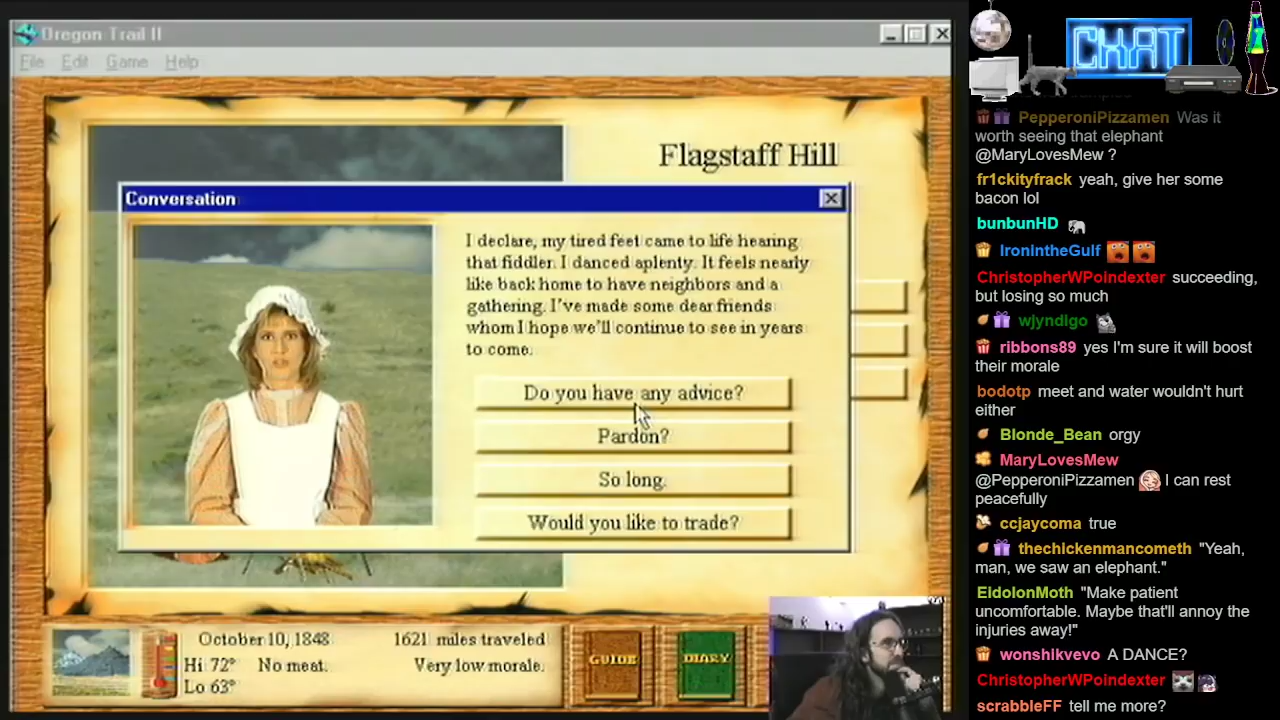 Oregon Trail II
File Edit Game Help
Flagstaff Hill
Conversation
I declare, my tired feet came to life hearing
that fiddler. I danced aplenty. It feels nearly
like back home to have neighbors and a
gathering. I've made some dear friends
whom I hope we'll continue to see in years
to come.
Do you have any advice?
Pardon?
So long.
Would you like to trade?
October 10, 1848
1621 miles traveled
Hi 72° No meat.
Very low morale.
Lo 63°
GUIDE
DIARY
CHAT
PepperoniPizzamen Was it
worth seeing that elephant
@MaryLovesMew ?
fr1ckityfrack yeah, give her some
bacon lol
bunbunHD
IronintheGulf
ChristopherWPoindexter succeeding,
but losing so much
wjyndigo
ribbons89 yes I'm sure it will boost
their morale
bodotp meet and water wouldn't hurt
either
Blonde_Bean orgy
MaryLovesMew
@PepperoniPizzamen I can rest
peacefully
ccjaycoma true
thechickenmancometh "Yeah,
man, we saw an elephant."
EidolonMoth "Make patient
uncomfortable. Maybe that'll annoy the
injuries away!"
wonshikvevo A DANCE?
ChristopherWPoindexter
scrabbleFF tell me more?